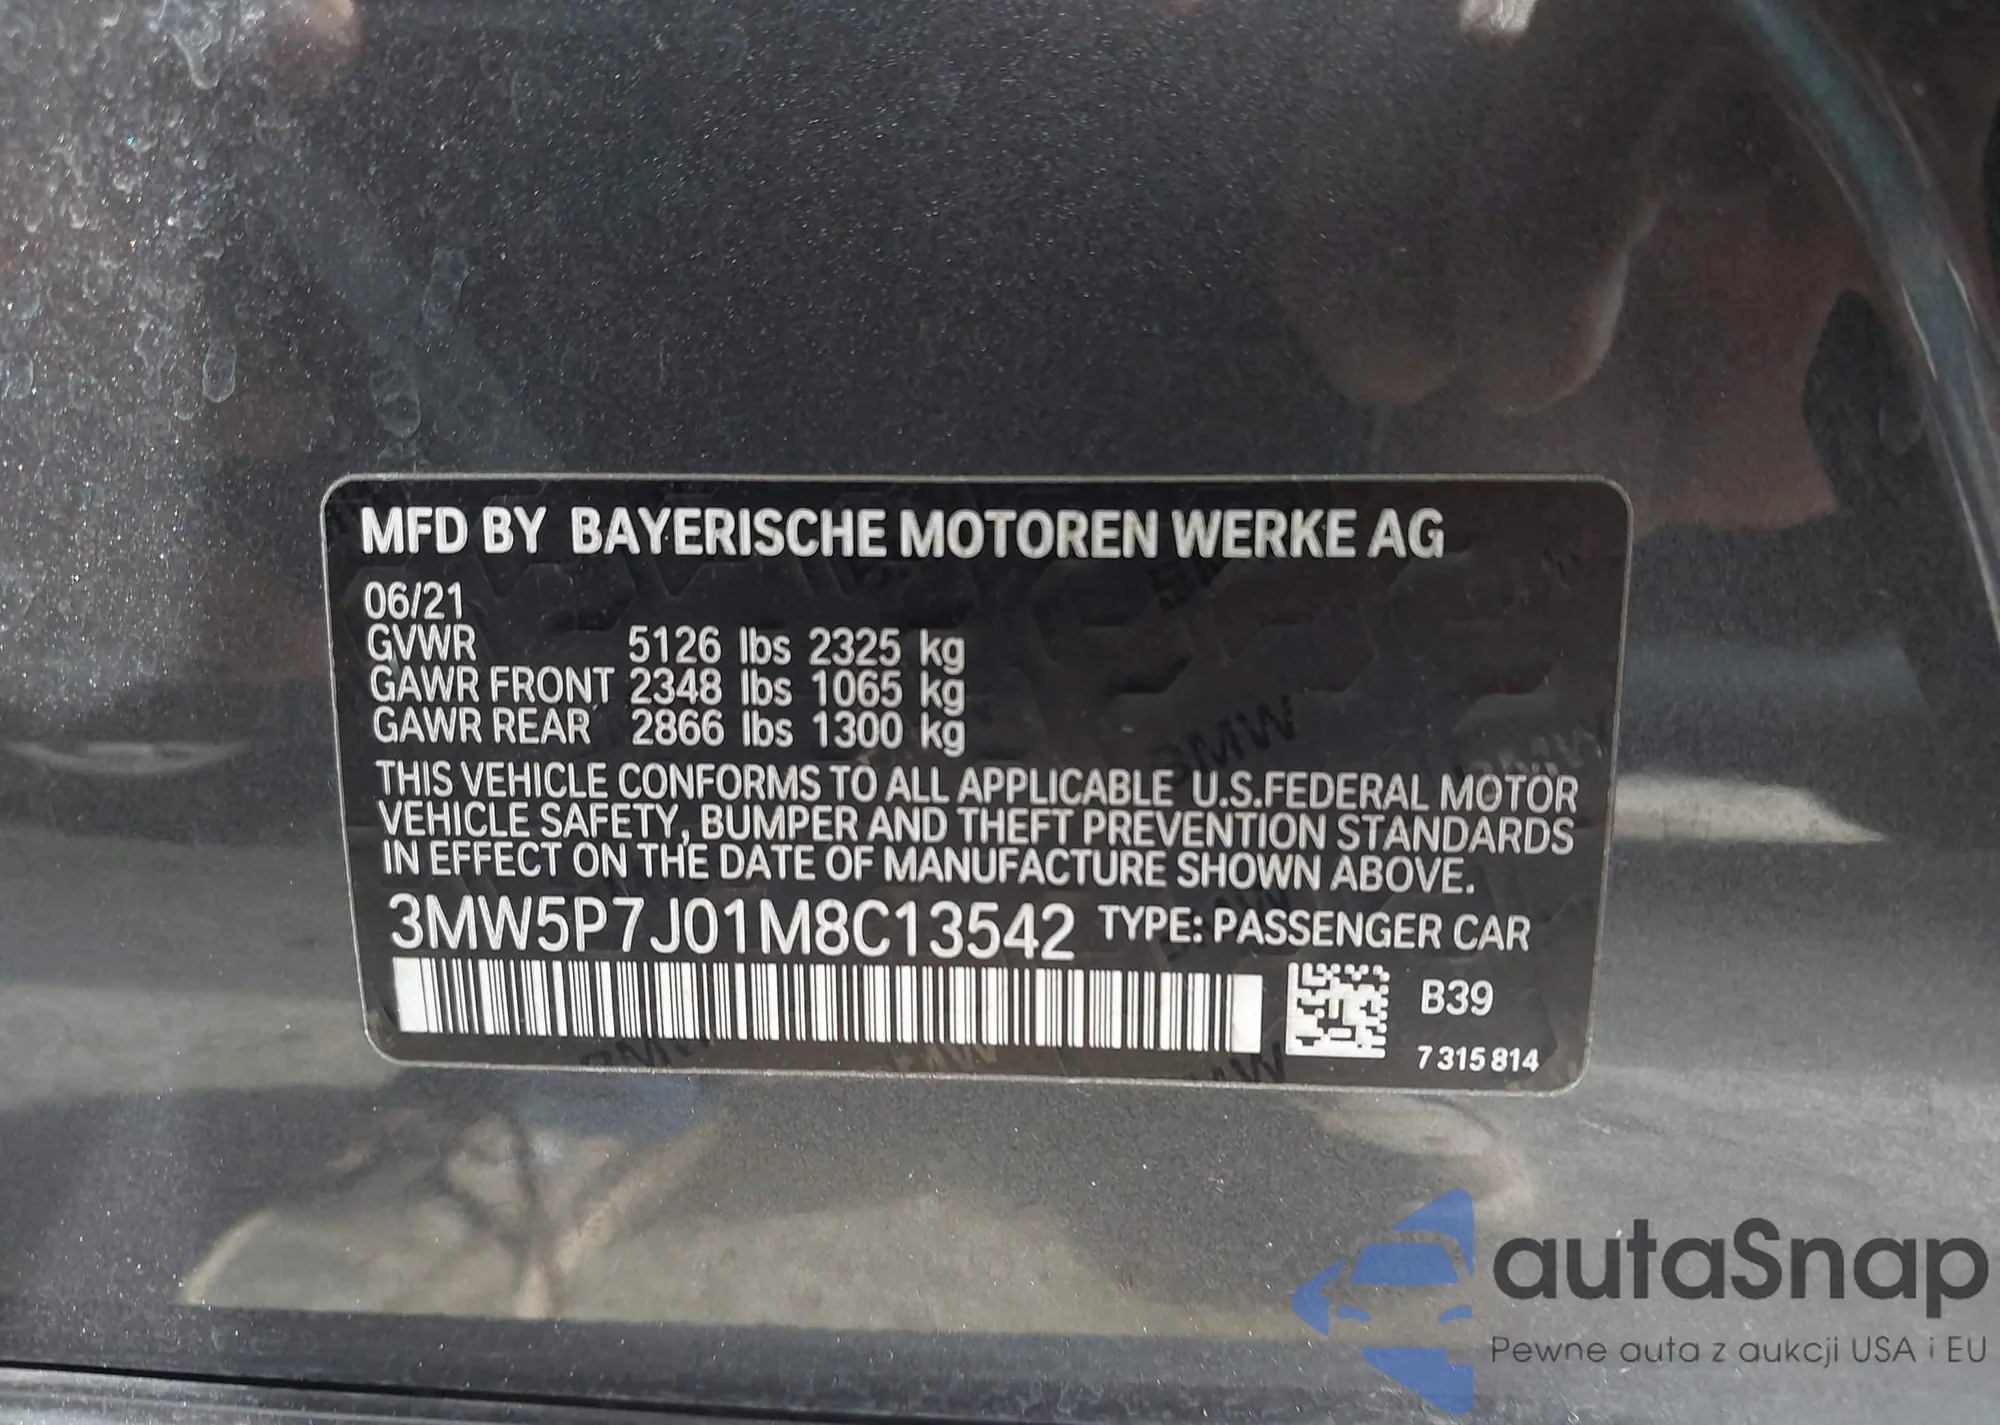 MFD BY BAYERISCHE MOTOREN WERKE AG
06/21
GVWR 5126 lbs 2325 kg
GAWR FRONT 2348 lbs 1065 kg
GAWR REAR 2866 lbs 1300 kg
THIS VEHICLE CONFORMS TO ALL APPLICABLE U.S.FEDERAL MOTOR
VEHICLE SAFETY, BUMPER AND THEFT PREVENTION STANDARDS
IN EFFECT ON THE DATE OF MANUFACTURE SHOWN ABOVE.
3MW5P7J01M8C13542 TYPE: PASSENGER CAR
B39
7 315 814
autaSnap
Pewne auta z aukcji USA i EU